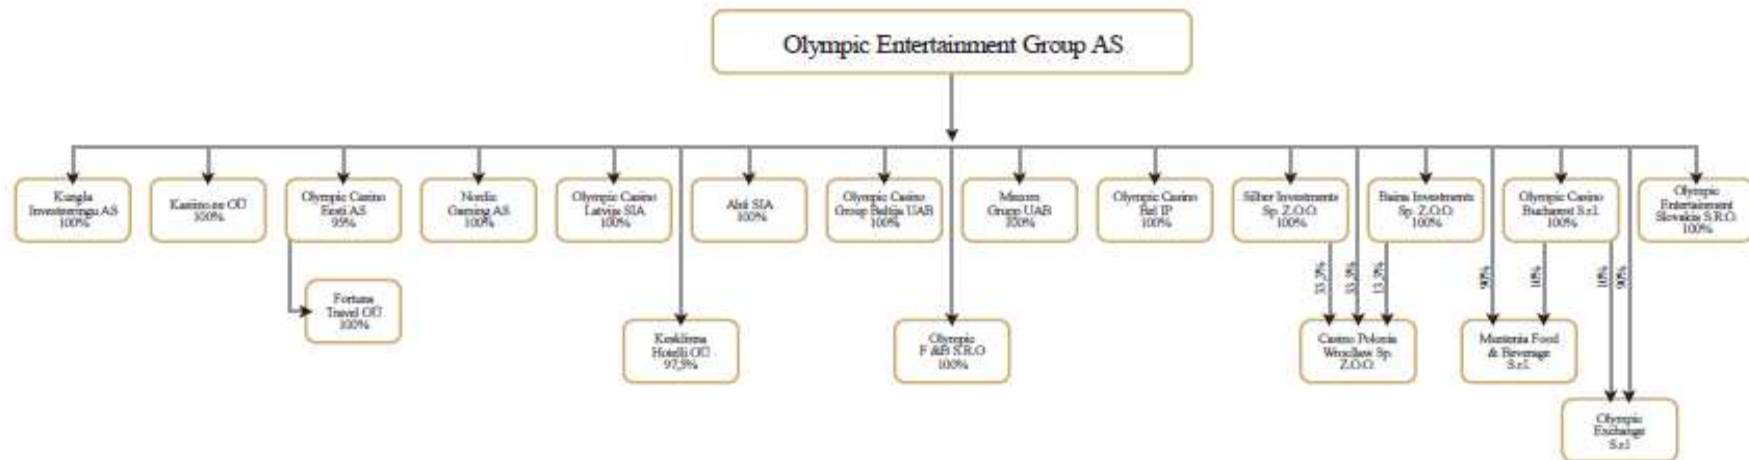 Olympic Entertainment Group AS
Kungla
Investeeringu AS
100%
Kasiino.ee OÜ
100%
Olympic Casino
Eesti AS
95%
Nordic
Gaming AS
100%
Olympic Casino
Latvija SIA
100%
Ahti SIA
100%
Olympic Casino
Group Baltija UAB
100%
Mecom
Grupp UAB
100%
Olympic Casino
Bel IP
100%
Silber Investments
Sp. Z.O.O.
100%
Baina Investments
Sp. Z.O.O.
100%
Olympic Casino
Bucharest S.r.l.
100%
Olympic
Entertainment
Slovakia S.R.O.
100%
33,3%
33,3%
13,3%
90%
10%
10%
90%
Fortuna
Travel OÜ
100%
Kesklinna
Hotelli OÜ
97,5%
Olympic
F &B S.R.O
100%
Casino Polonia
Wroclaw Sp.
Z.O.O.
Muntenia Food
& Beverage
S.r.l.
Olympic
Exchange
S.r.l